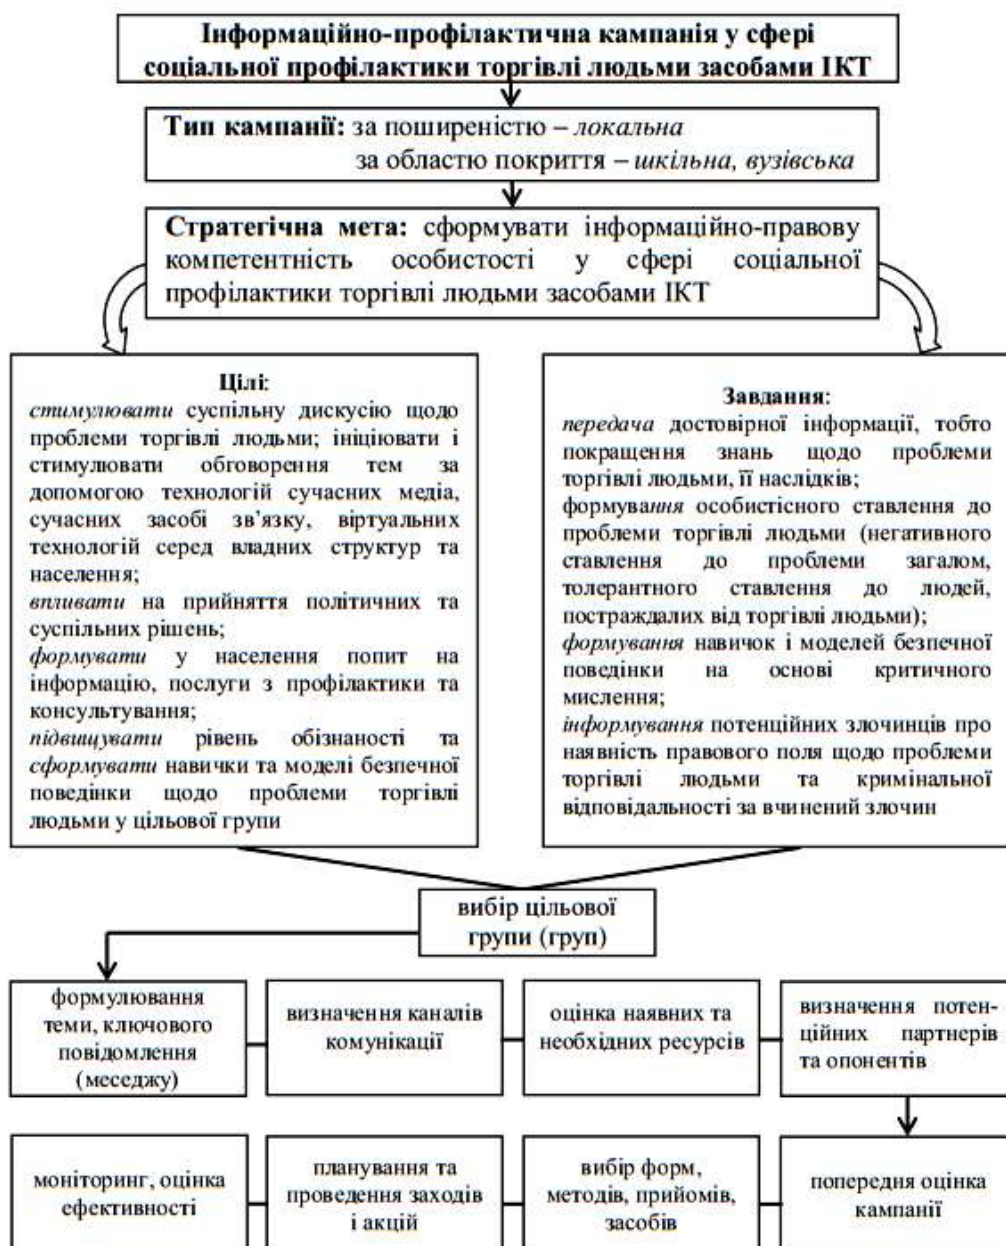 Інформаційно-профілактична кампанія у сфері
соціальної профілактики торгівлі людьми засобами ІКТ
Тип кампанії: за поширеністю – локальна
за областю покриття – шкільна, вузівська
Стратегічна мета: сформувати інформаційно-правову
компетентність особистості у сфері соціальної
профілактики торгівлі людьми засобами ІКТ
Цілі:
стимулювати суспільну дискусію щодо
проблеми торгівлі людьми; ініціювати і
стимулювати обговорення тем за
допомогою технологій сучасних медіа,
сучасних засобі зв’язку, віртуальних
технологій серед владних структур та
населення;
впливати на прийняття політичних та
суспільних рішень;
формувати у населення попит на
інформацію, послуги з профілактики та
консультування;
підвищувати рівень обізнаності та
сформувати навички та моделі безпечної
поведінки щодо проблеми торгівлі
людьми у цільової групи
Завдання:
передача достовірної інформації, тобто
покращення знань щодо проблеми
торгівлі людьми, її наслідків;
формування особистісного ставлення до
проблеми торгівлі людьми (негативного
ставлення до проблеми загалом,
толерантного ставлення до людей,
постраждалих від торгівлі людьми);
формування навичок і моделей безпечної
поведінки на основі критичного
мислення;
інформування потенційних злочинців про
наявність правового поля щодо проблеми
торгівлі людьми та кримінальної
відповідальності за вчинений злочин
вибір цільової
групи (груп)
формулювання
теми, ключового
повідомлення
(меседжу)
визначення каналів
комунікації
оцінка наявних та
необхідних ресурсів
визначення потен-
ційних партнерів
та опонентів
моніторинг, оцінка
ефективності
планування та
проведення заходів
і акцій
вибір форм,
методів, прийомів,
засобів
попередня оцінка
кампанії